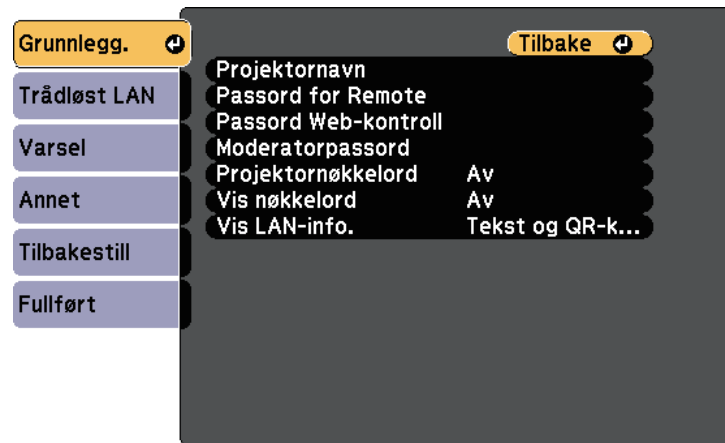 Grunnlegg.
Trådløst LAN
Varsel
Annet
Tilbakestill
Fullført
Tilbake
Projektornavn
Passord for Remote
Passord Web-kontroll
Moderatorpassord
Projektornøkkelord Av
Vis nøkkelord Av
Vis LAN-info. Tekst og QR-k...